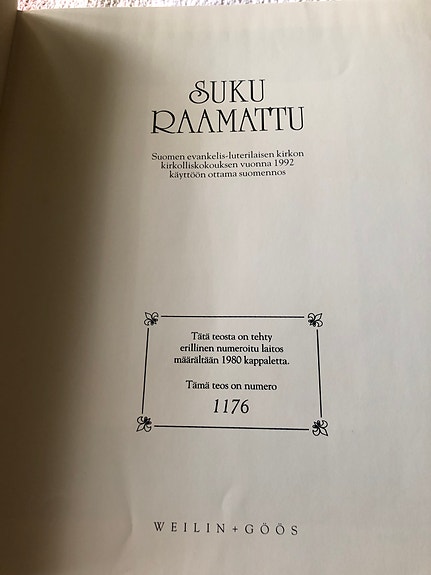 SUKU
RAAMATTU
Suomen evankelis-luterilaisen kirkon
kirkolliskokouksen vuonna 1992
käyttöön ottama suomennos
Tätä teosta on tehty
erillinen numeroitu laitos
määrältään 1980 kappaletta.
Tämä teos on numero
1176
WEILIN+GÖÖS